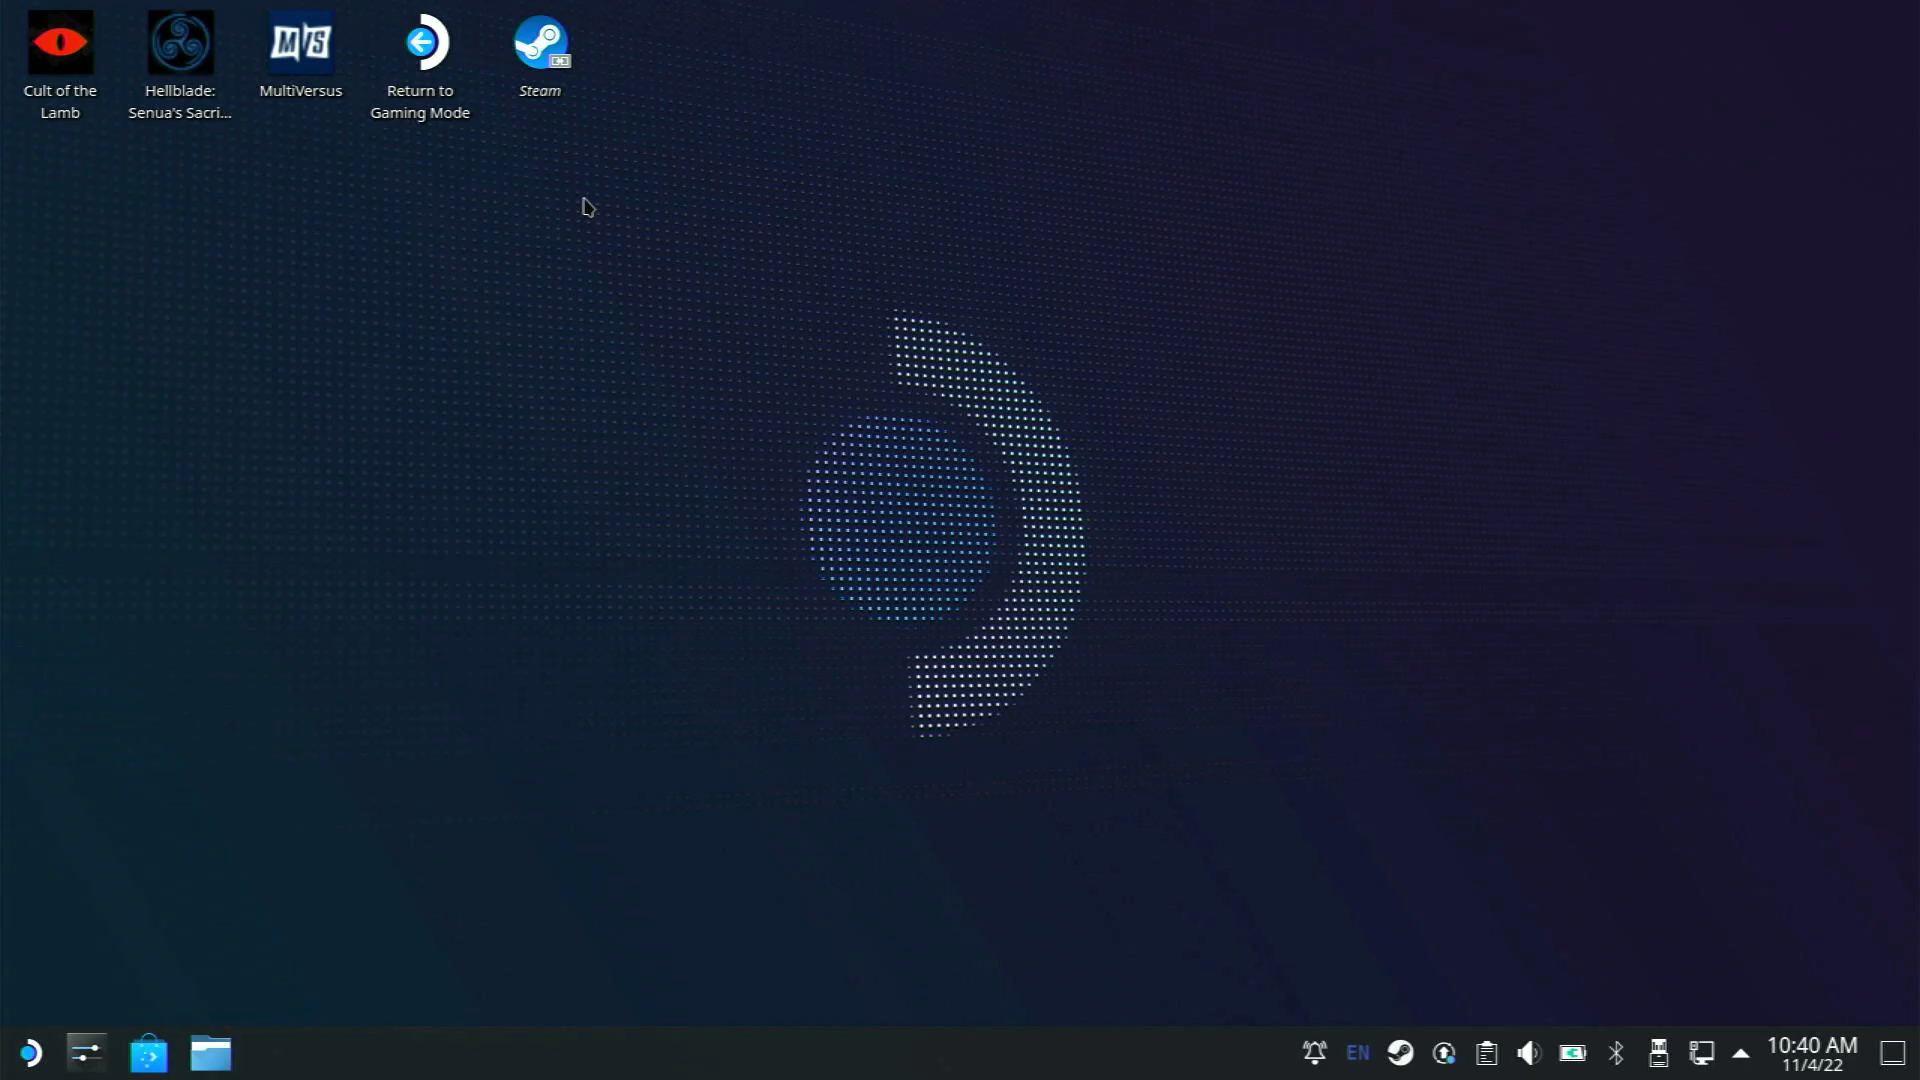 M/S
Cult of the
Lamb
Hellblade:
Senua's Sacri...
MultiVersus
Return to
Gaming Mode
Steam
EN
10:40 AM
11/4/22